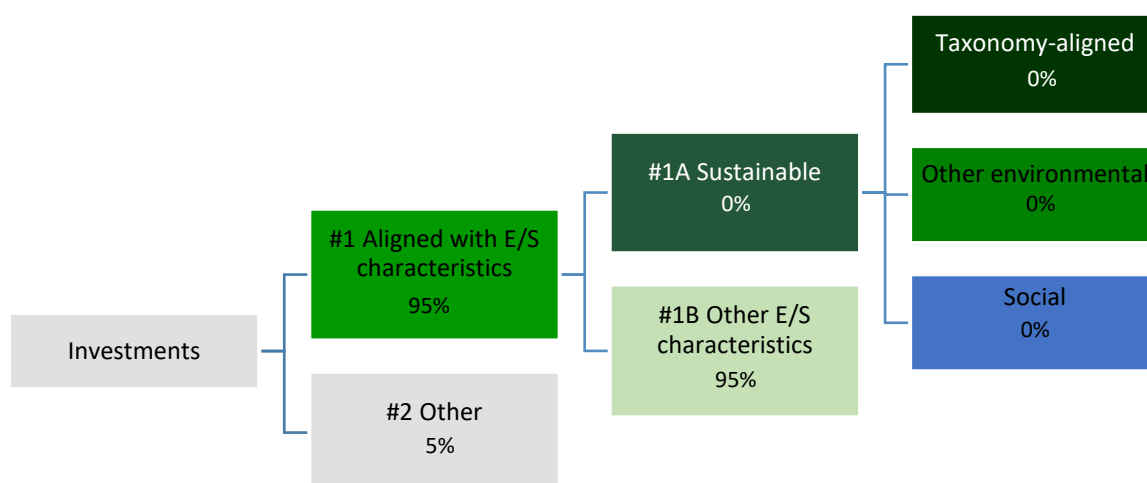 Investments
#1 Aligned with E/S
characteristics
95%
#2 Other
5%
#1A Sustainable
0%
#1B Other E/S
characteristics
95%
Taxonomy-aligned
0%
Other environmental
0%
Social
0%